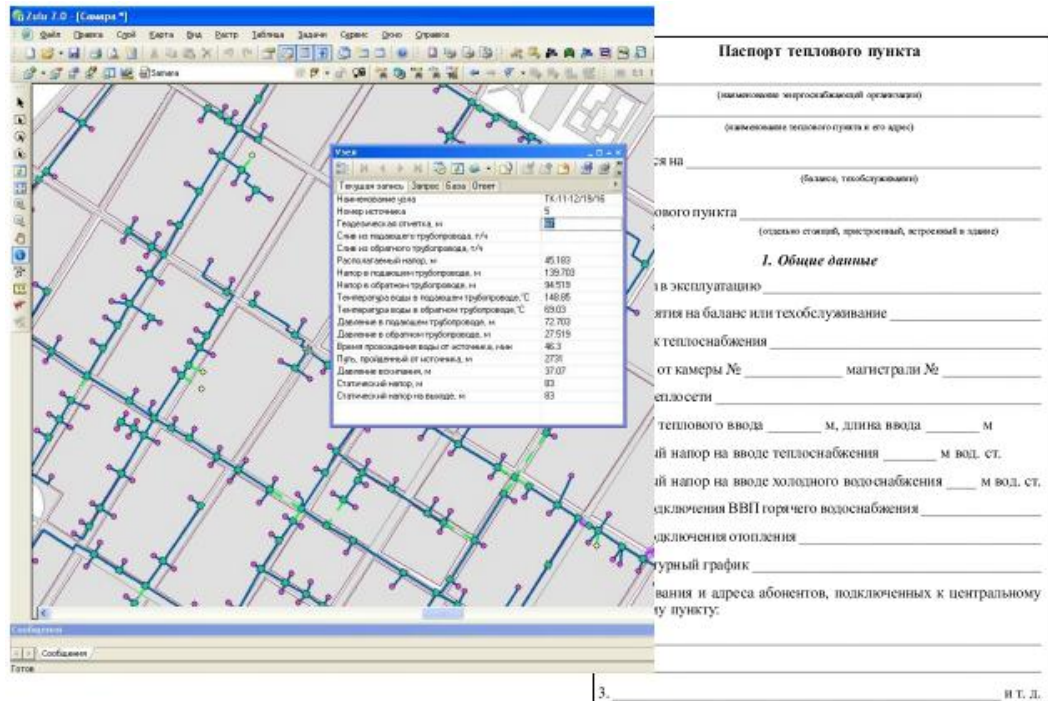 Zulu 7.0 - [Самара *]
Файл Правка Слой Карта Вид Растр Таблица Задачи Сервис Окно Справка
Samara
Узел
Текущая запись Запрос База Ответ
Наименование узла ТК-11-12/19/16
Номер источника 5
Геодезическая отметка, м
Слив из подающего трубопровода, т/ч
Слив из обратного трубопровода, т/ч
Располагаемый напор, м 45.183
Напор в подающем трубопроводе, м 139.703
Напор в обратном трубопроводе, м 94.519
Температура воды в подающем трубопроводе,°C 148.85
Температура воды в обратном трубопроводе,°C 69.03
Давление в подающем трубопроводе, м 72.703
Давление в обратном трубопроводе, м 27.519
Время прохождения воды от источника, мин 46.3
Путь, пройденный от источника, м 2731
Давление вскипания, м 37.07
Статический напор, м 83
Статический напор на выходе, м 83
Сообщения
Сообщения
Готов
Паспорт теплового пункта
(наименование энергоснабжающей организации)
(наименование теплового пункта и его адрес)
ся на
(балансе, техобслуживании)
ового пункта
(отдельно стоящий, пристроенный, встроенный в здание)
1. Общие данные
а в эксплуатацию
ятия на баланс или техобслуживание
к теплоснабжения
от камеры № магистрали №
еплосети
теплового ввода м, длина ввода м
й напор на вводе теплоснабжения м вод. ст.
й напор на вводе холодного водоснабжения м вод. ст.
дключения ВВП горячего водоснабжения
дключения отопления
турный график
вания и адреса абонентов, подключенных к центральному
му пункту:
3. и т. д.